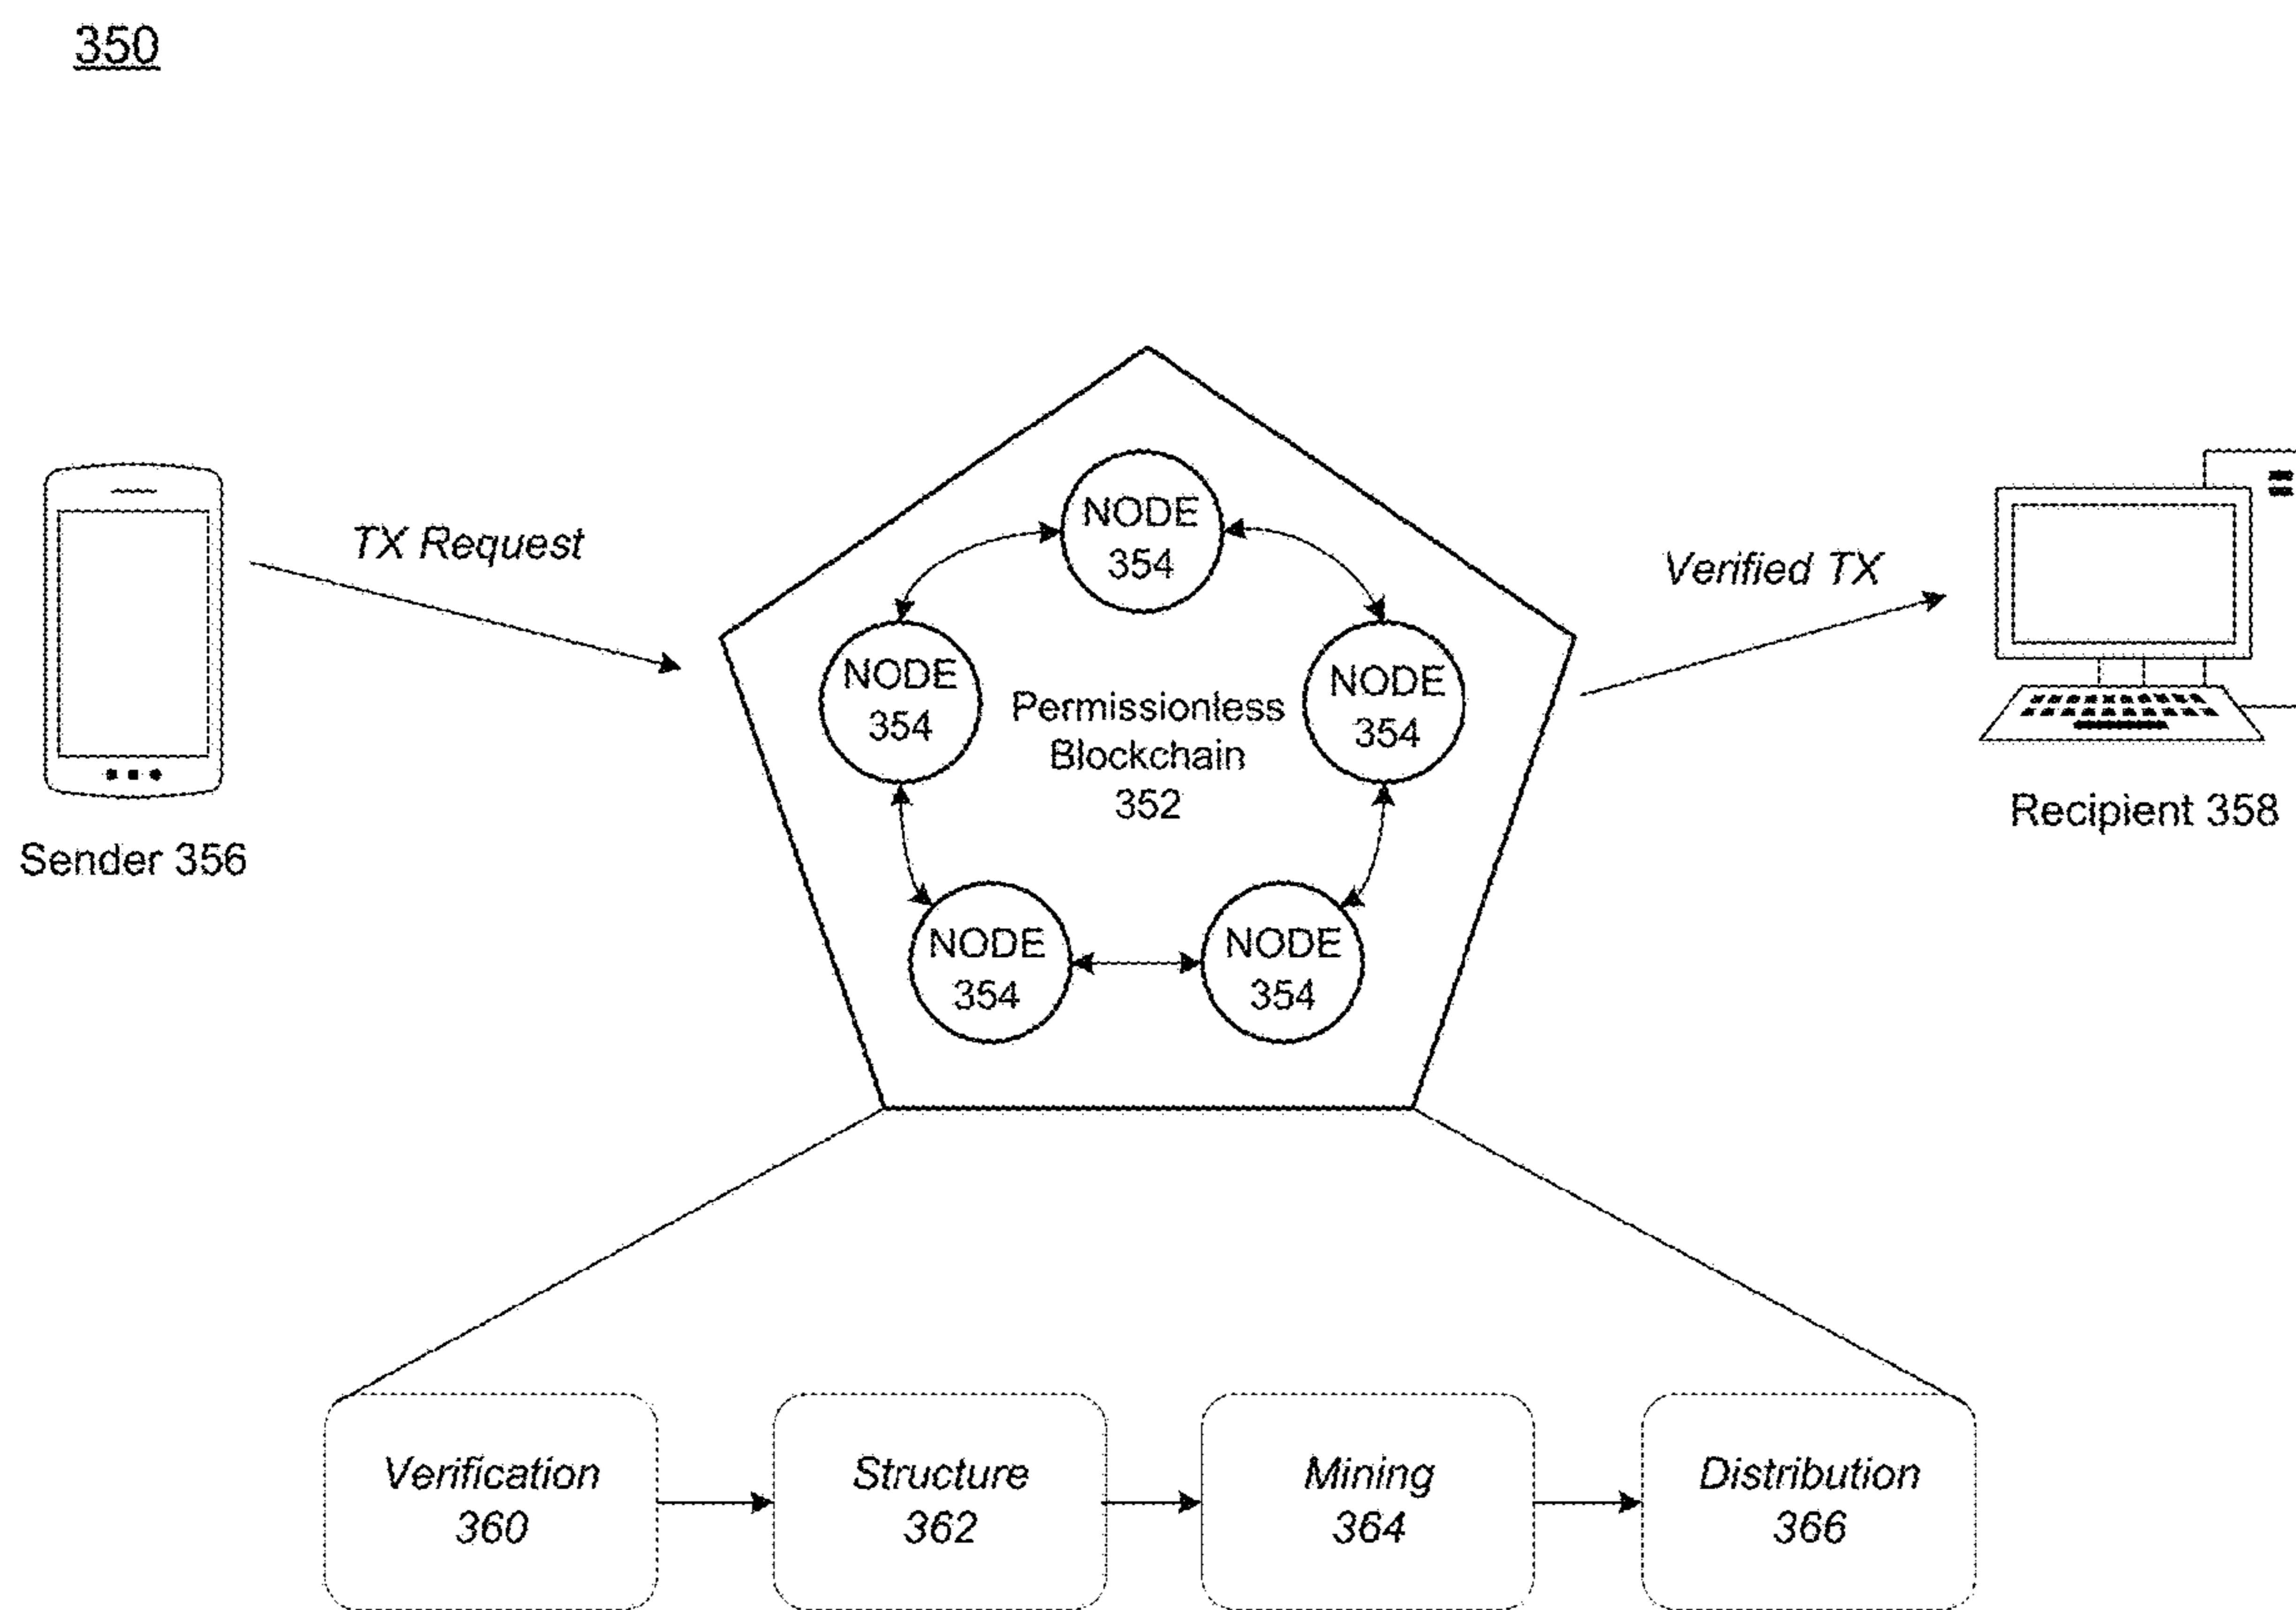 350
TX Request
Verified TX
NODE
354
NODE
354
NODE
354
Permissionless
Blockchain
352
NODE
354
NODE
354
Sender 356
Recipient 358
Verification
360
Structure
362
Mining
364
Distribution
366